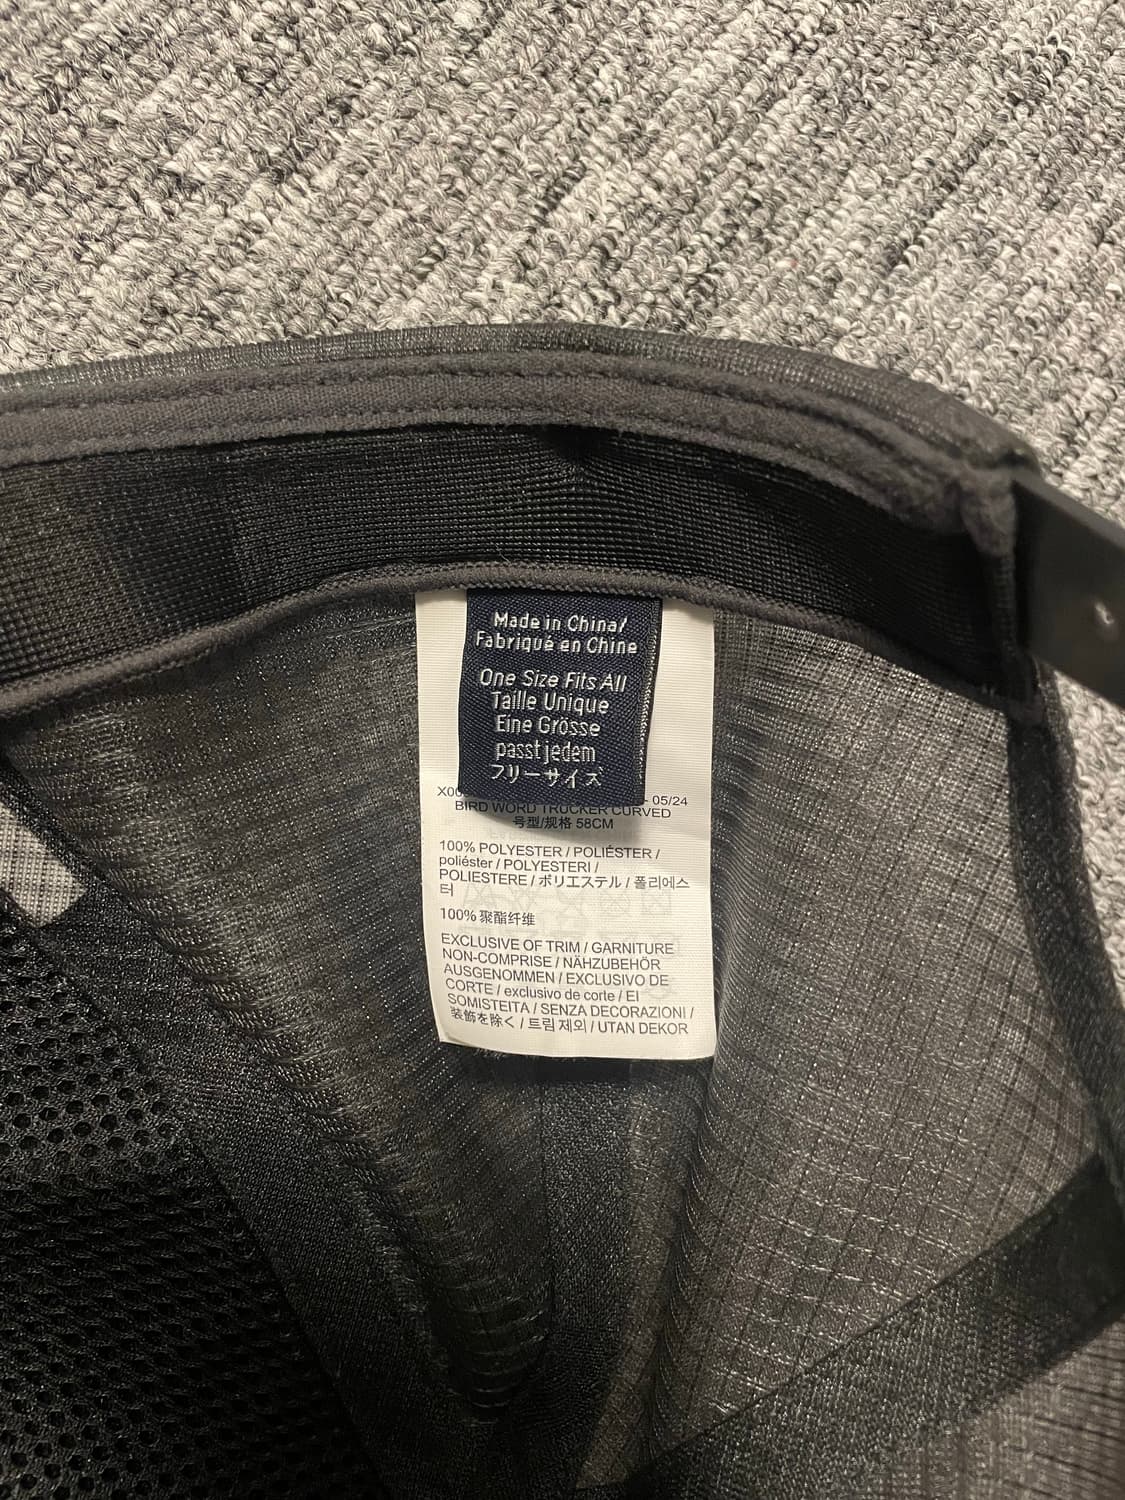 Made in China/
Fabriqué en Chine
One Size Fits All
Taille Unique
Eine Grösse
passt jedem
フリーサイズ
X00 - 05/24
BIRD WORD TRUCKER CURVED
号型/规格 58CM
100% POLYESTER / POLIÉSTER /
poliéster / POLYESTERI /
POLIESTERE / ポリエステル / 폴리에스
터
100% 聚酯纤维
EXCLUSIVE OF TRIM / GARNITURE
NON-COMPRISE / NÄHZUBEHÖR
AUSGENOMMEN / EXCLUSIVO DE
CORTE / exclusivo de corte / EI
SOMISTEITA / SENZA DECORAZIONI /
装飾を除く / 트림 제외 / UTAN DEKOR